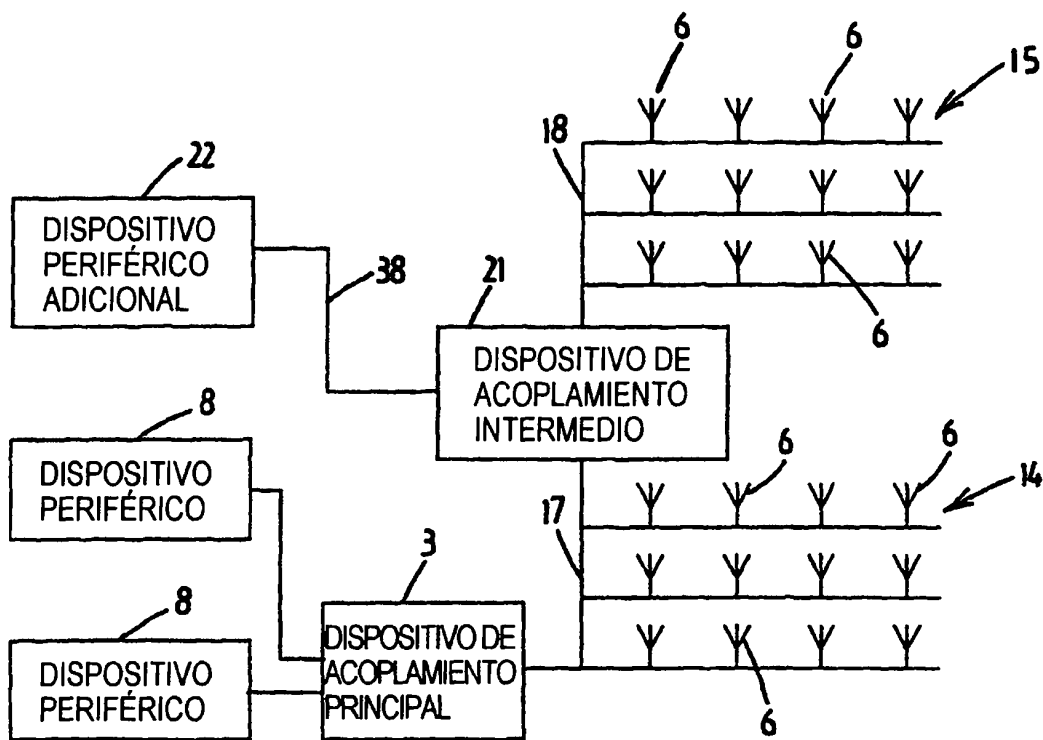 6
6
15
18
22
DISPOSITIVO
PERIFÉRICO
ADICIONAL
38
21
6
DISPOSITIVO DE
ACOPLAMIENTO
INTERMEDIO
8
DISPOSITIVO
PERIFÉRICO
6
6
14
17
3
8
DISPOSITIVO
PERIFÉRICO
DISPOSITIVO DE
ACOPLAMIENTO
PRINCIPAL
6